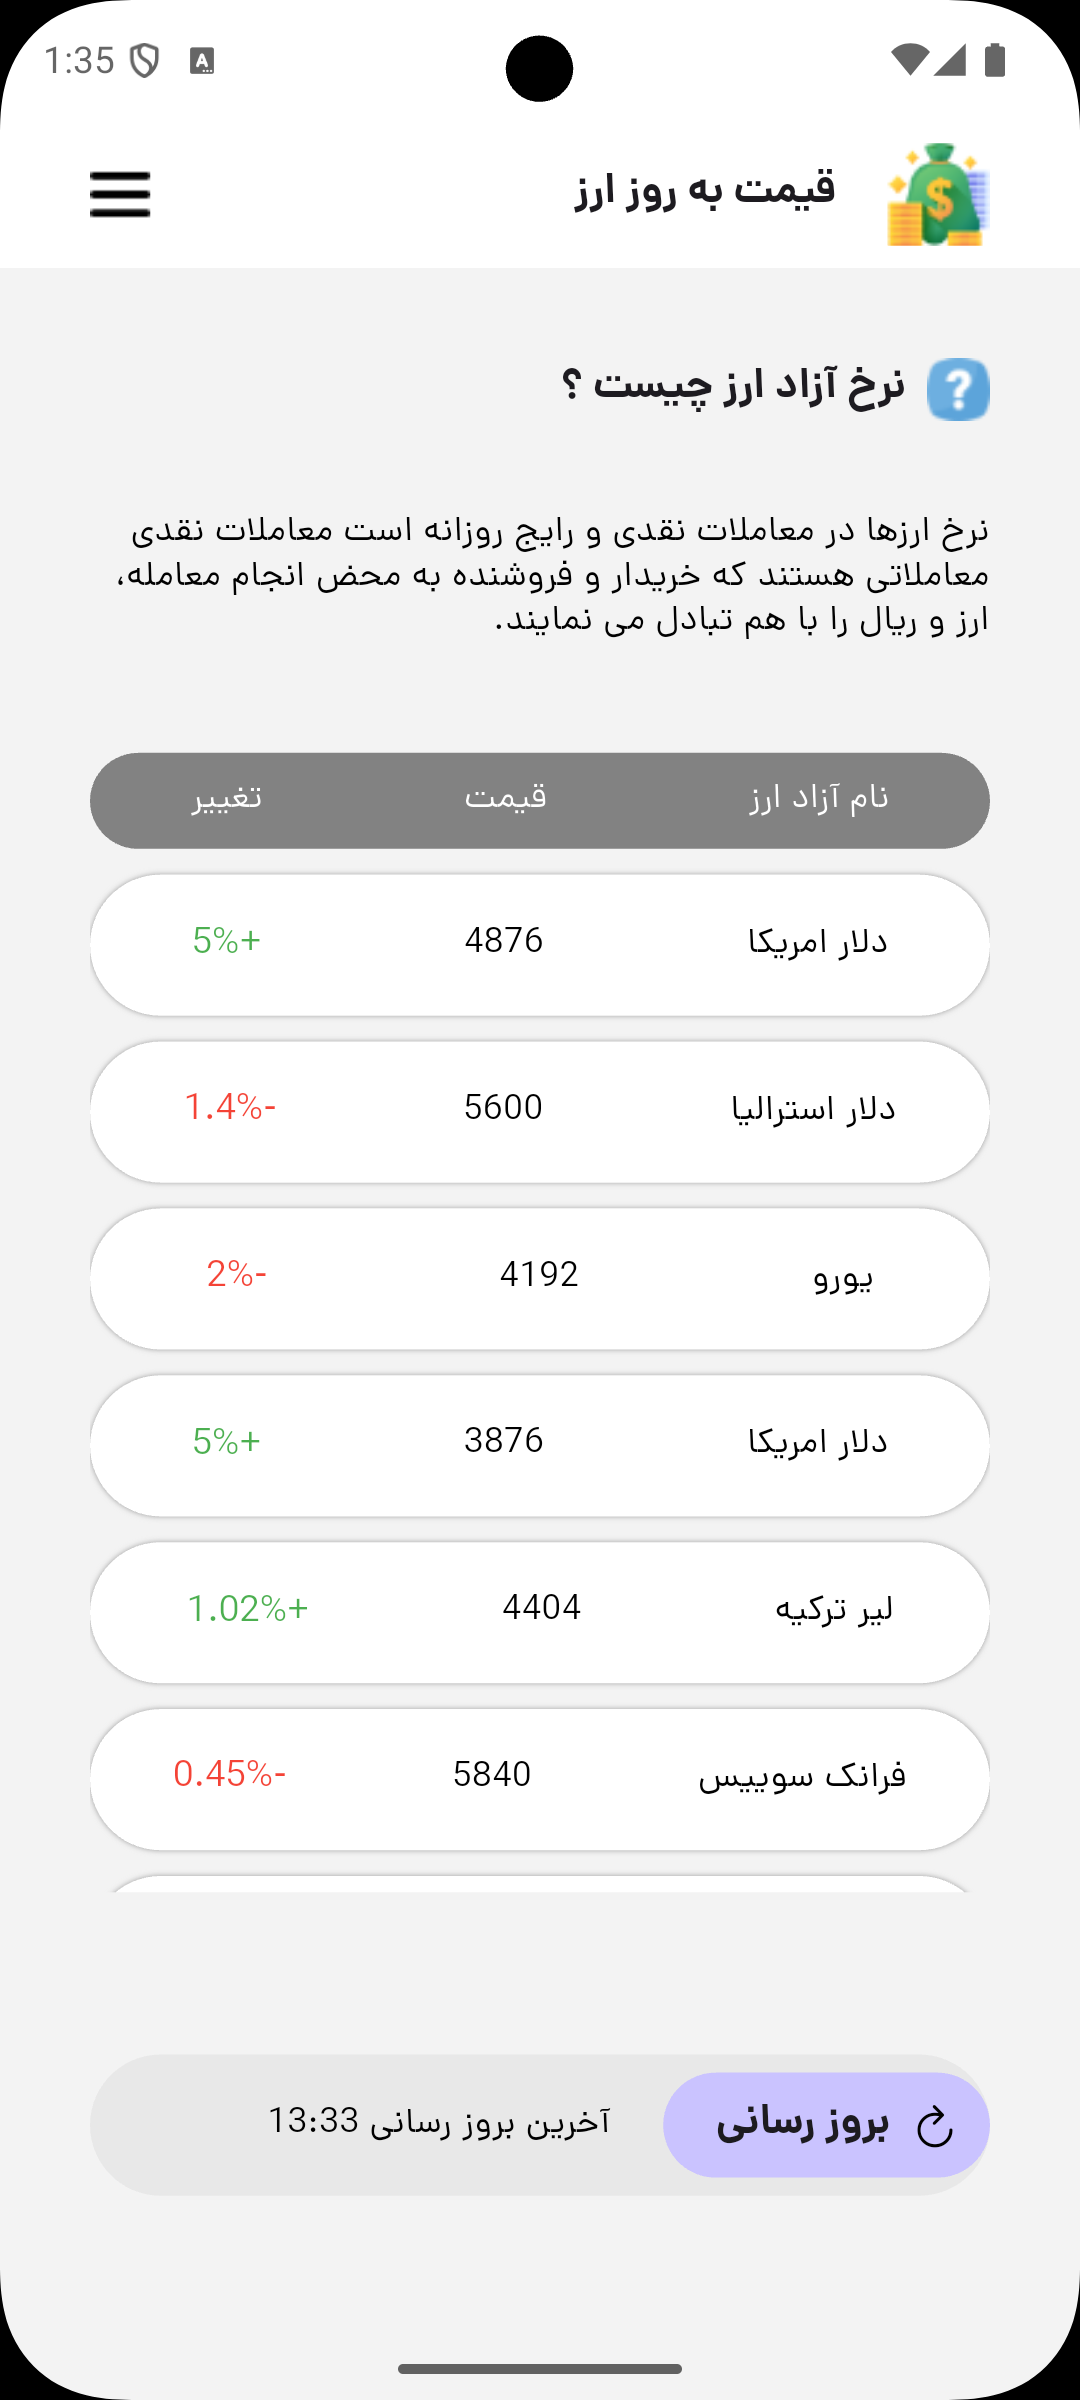 1:35
قیمت به روز ارز
نرخ آزاد ارز چیست ؟
نرخ ارزها در معاملات نقدی و رایج روزانه است معاملات نقدی
معاملاتی هستند که خریدار و فروشنده به محض انجام معامله،
ارز و ریال را با هم تبادل می نمایند.
نام آزاد ارز قیمت تغییر
دلار امریکا 4876 5%+
دلار استرالیا 5600 1.4%-
یورو 4192 2%-
دلار امریکا 3876 5%+
لیر ترکیه 4404 1.02%+
فرانک سوییس 5840 0.45%-
بروز رسانی آخرین بروز رسانی 13:33